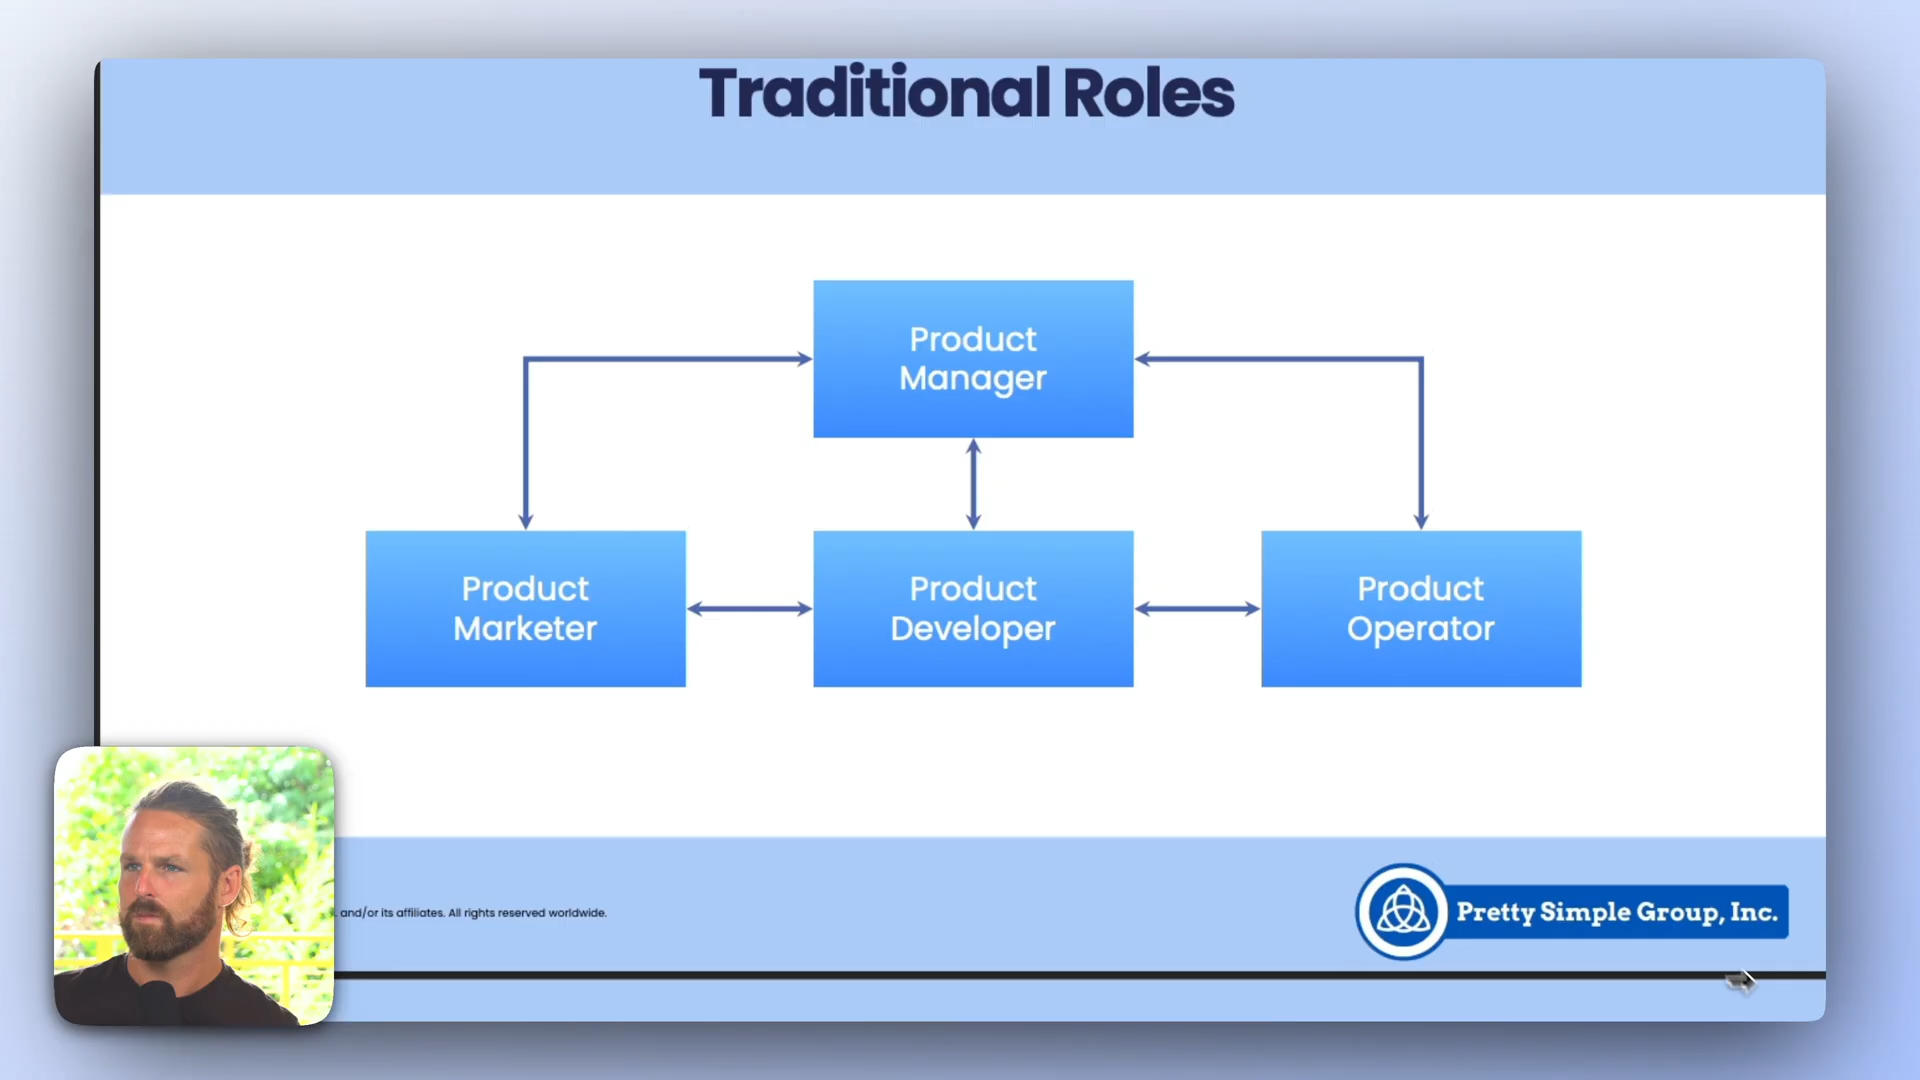 Traditional Roles
Product
Manager
Product
Marketer
Product
Developer
Product
Operator
. and/or its affiliates. All rights reserved worldwide.
Pretty Simple Group, Inc.